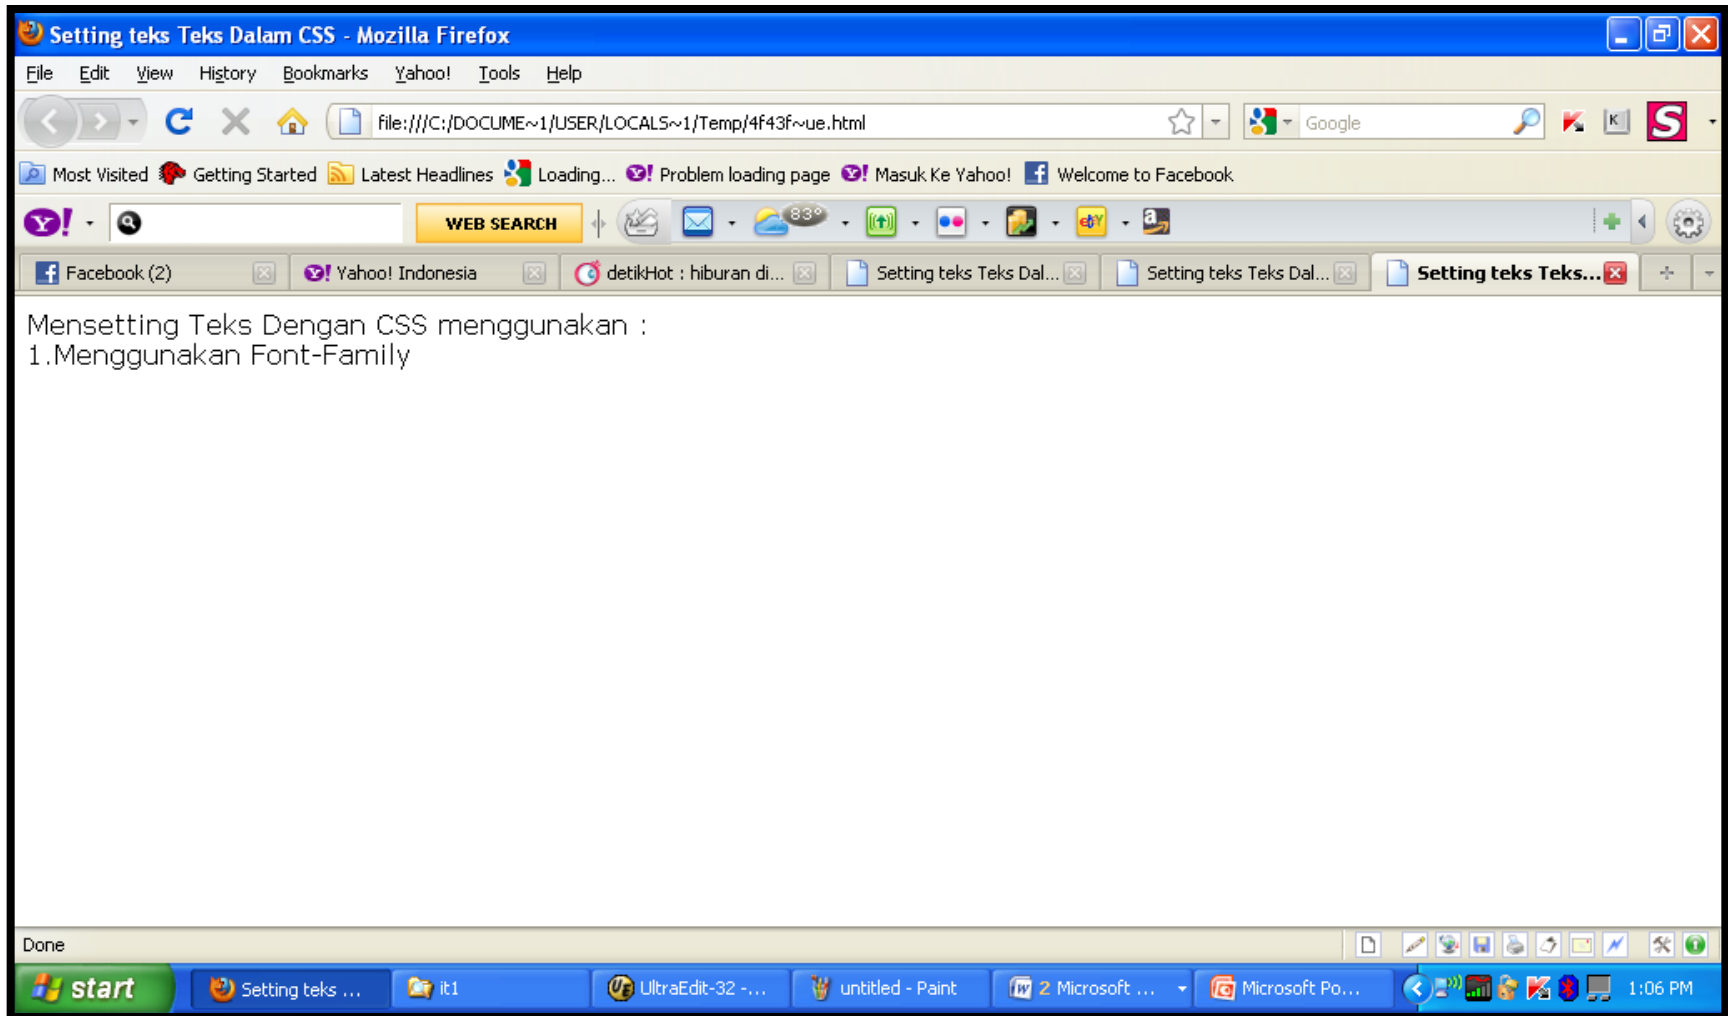 Setting teks Teks Dalam CSS - Mozilla Firefox
File Edit View History Bookmarks Yahoo! Tools Help
file:///C:/DOCUME~1/USER/LOCALS~1/Temp/4f43f~ue.html Google K S
Most Visited Getting Started Latest Headlines Loading... Y! Problem loading page Y! Masuk Ke Yahoo! f Welcome to Facebook
Y! WEB SEARCH 83° ebY a
f Facebook (2) Y! Yahoo! Indonesia detikHot : hiburan di... Setting teks Teks Dal... Setting teks Teks Dal... Setting teks Teks...
Mensetting Teks Dengan CSS menggunakan :
1.Menggunakan Font-Family
Done
start Setting teks ... it1 UE UltraEdit-32 -... untitled - Paint W 2 Microsoft ... Microsoft Po... 1:06 PM